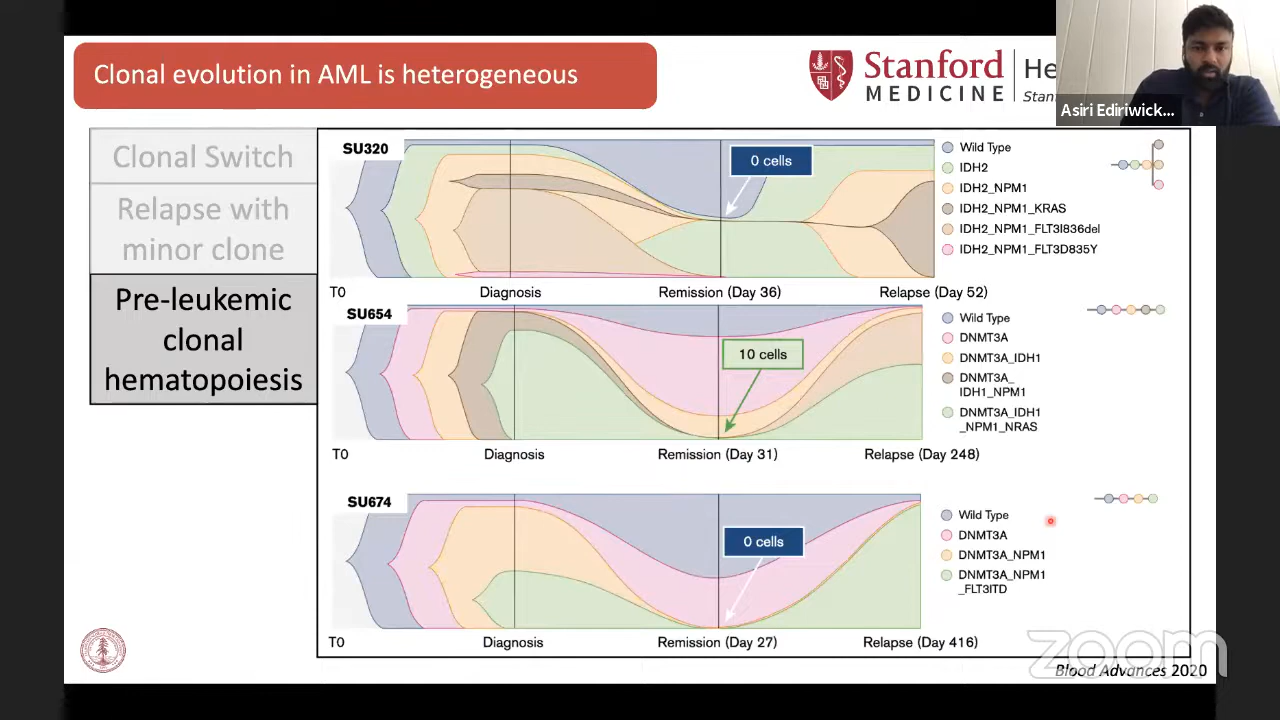 Clonal evolution in AML is heterogeneous
Stanford
MEDICINE
He
Stan
Asiri Ediriwick...
Clonal Switch
Relapse with
minor clone
Pre-leukemic
clonal
hematopoiesis
SU320
0 cells
T0
Diagnosis
Remission (Day 36)
Relapse (Day 52)
Wild Type
IDH2
IDH2_NPM1
IDH2_NPM1_KRAS
IDH2_NPM1_FLT3I836del
IDH2_NPM1_FLT3D835Y
SU654
10 cells
T0
Diagnosis
Remission (Day 31)
Relapse (Day 248)
Wild Type
DNMT3A
DNMT3A_IDH1
DNMT3A_
IDH1_NPM1
DNMT3A_IDH1
_NPM1_NRAS
SU674
0 cells
T0
Diagnosis
Remission (Day 27)
Relapse (Day 416)
Wild Type
DNMT3A
DNMT3A_NPM1
DNMT3A_NPM1
_FLT3ITD
zoom
Blood Advances 2020